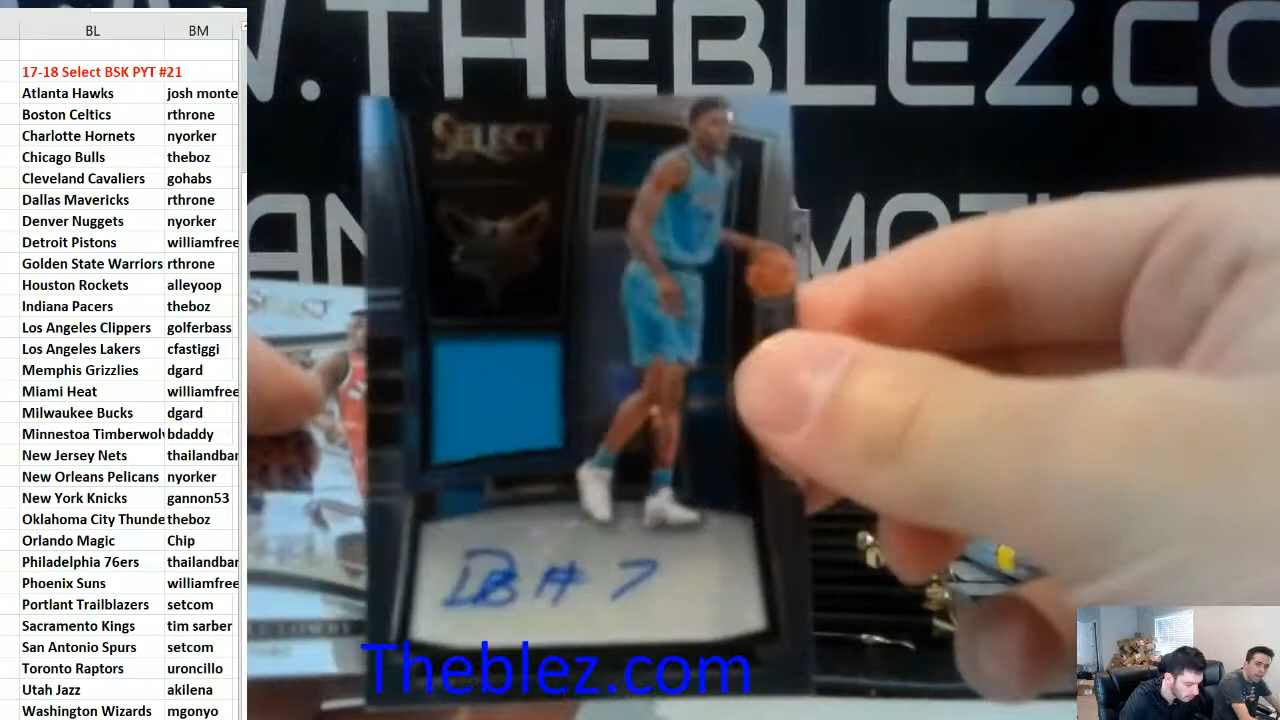 BL BM
17-18 Select BSK PYT #21
Atlanta Hawks josh monte
Boston Celtics rthrone
Charlotte Hornets nyorker
Chicago Bulls theboz
Cleveland Cavaliers gohabs
Dallas Mavericks rthrone
Denver Nuggets nyorker
Detroit Pistons williamfree
Golden State Warriors rthrone
Houston Rockets alleyoop
Indiana Pacers theboz
Los Angeles Clippers golferbass
Los Angeles Lakers cfastiggi
Memphis Grizzlies dgard
Miami Heat williamfree
Milwaukee Bucks dgard
Minnestoa Timberwolv bdaddy
New Jersey Nets thailandbar
New Orleans Pelicans nyorker
New York Knicks gannon53
Oklahoma City Thunde theboz
Orlando Magic Chip
Philadelphia 76ers thailandbar
Phoenix Suns williamfree
Portlant Trailblazers setcom
Sacramento Kings tim sarber
San Antonio Spurs setcom
Toronto Raptors uroncillo
Utah Jazz akilena
Washington Wizards mgonyo
W.THEBLEZ.C
SELECT
DB # 7
Theblez.com